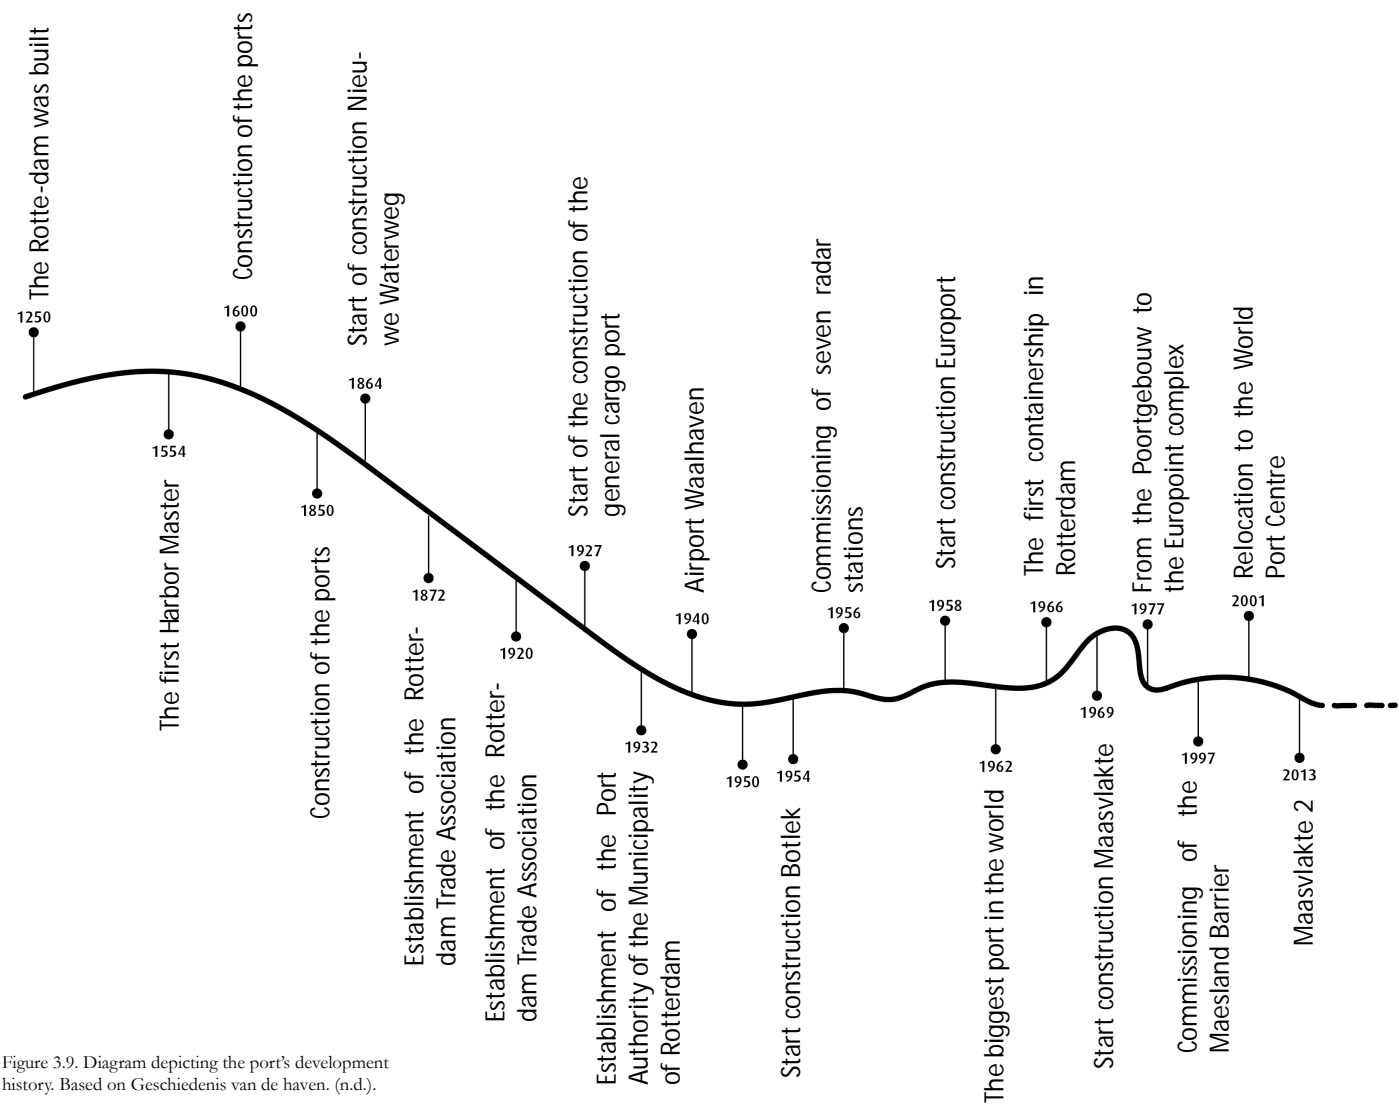 1250
The Rotte-dam was built
1554
The first Harbor Master
1600
Construction of the ports
1850
Construction of the ports
1864
Start of construction Nieu-
we Waterweg
1872
Establishment of the Rotter-
dam Trade Association
1920
Establishment of the Rotter-
dam Trade Association
1927
Start of the construction of the
general cargo port
1932
Establishment of the Port
Authority of the Municipality
of Rotterdam
1940
Airport Waalhaven
1950
1954
Start construction Botlek
1956
Commissioning of seven radar
stations
1958
Start construction Europort
1962
The biggest port in the world
1966
The first containership in
Rotterdam
1969
Start construction Maasvlakte
1977
From the Poortgebouw to
the Europoint complex
1997
Commissioning of the
Maesland Barrier
2001
Relocation to the World
Port Centre
2013
Maasvlakte 2
Figure 3.9. Diagram depicting the port's development
history. Based on Geschiedenis van de haven. (n.d.).